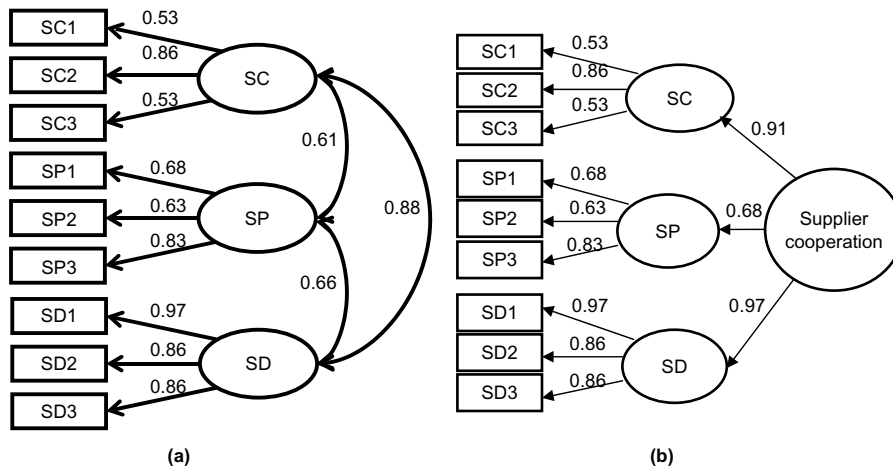 SC1
0.53
SC2
0.86
SC3
0.53
SC
SP1
0.68
SP2
0.63
SP3
0.83
SP
SD1
0.97
SD2
0.86
SD3
0.86
SD
0.61
0.66
0.88
(a)
SC1
0.53
SC2
0.86
SC3
0.53
SC
0.91
SP1
0.68
SP2
0.63
SP3
0.83
SP
0.68
SD1
0.97
SD2
0.86
SD3
0.86
SD
0.97
Supplier
cooperation
(b)